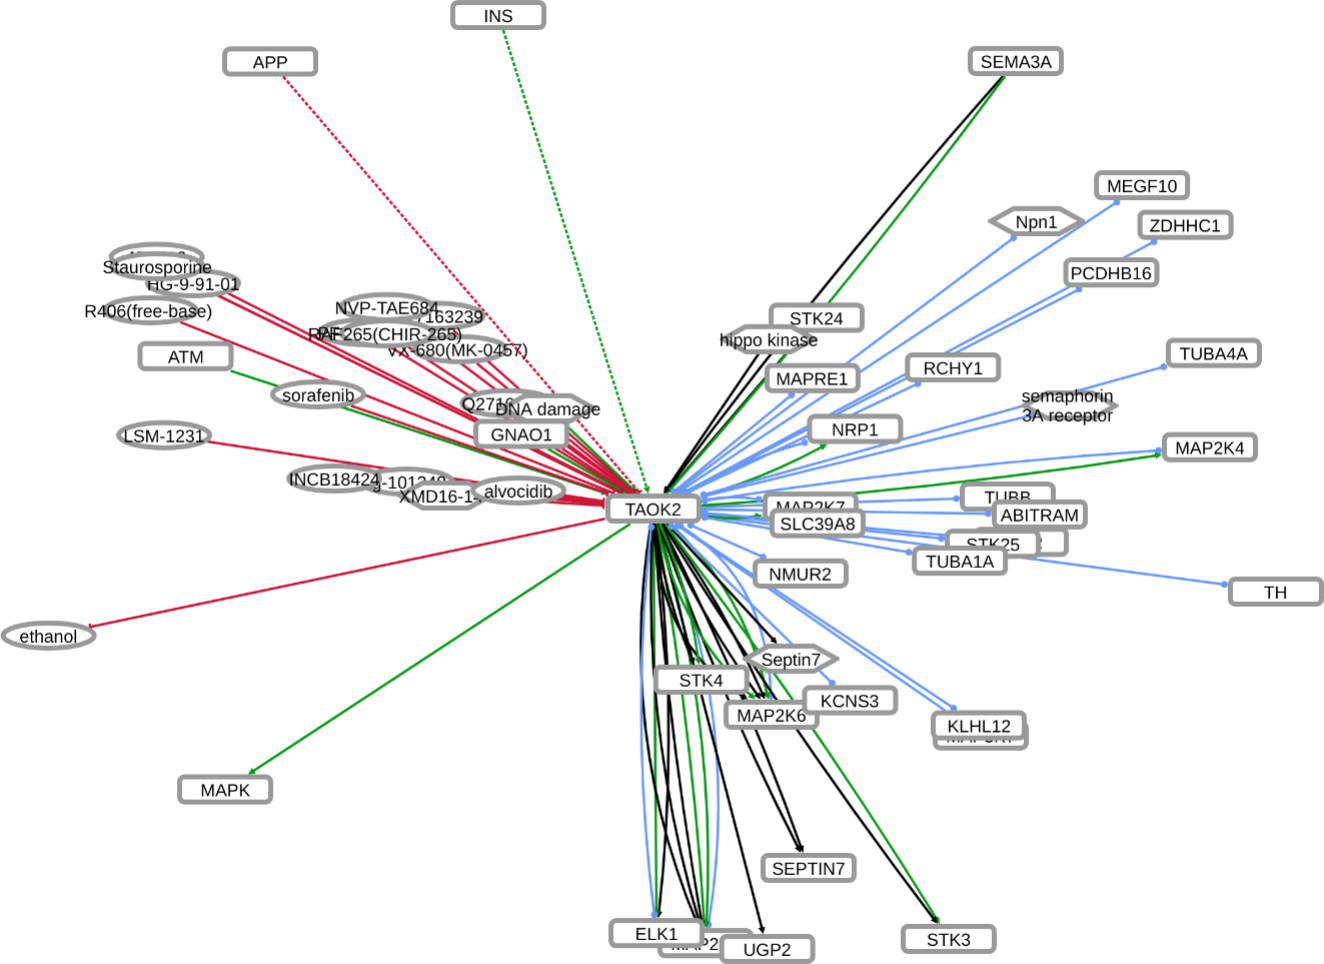 INS
APP
SEMA3A
MEGF10
Npn1
ZDHHC1
Staurosporine
PCDHB16
HG-9-91-01
R406(free-base)
NVP-TAE684
163239
STK24
RAF265(CHIR-265)
hippo kinase
VX-680(MK-0457)
TUBA4A
ATM
RCHY1
MAPRE1
sorafenib
semaphorin
3A receptor
DNA damage
NRP1
GNAO1
LSM-1231
MAP2K4
INCB18424
alvocidib
XMD16-1
TUBB
MAP2K7
TAOK2
ABITRAM
SLC39A8
STK25
TUBA1A
NMUR2
TH
ethanol
Septin7
STK4
KCNS3
MAP2K6
KLHL12
MAPK
SEPTIN7
ELK1
STK3
MAP2
UGP2